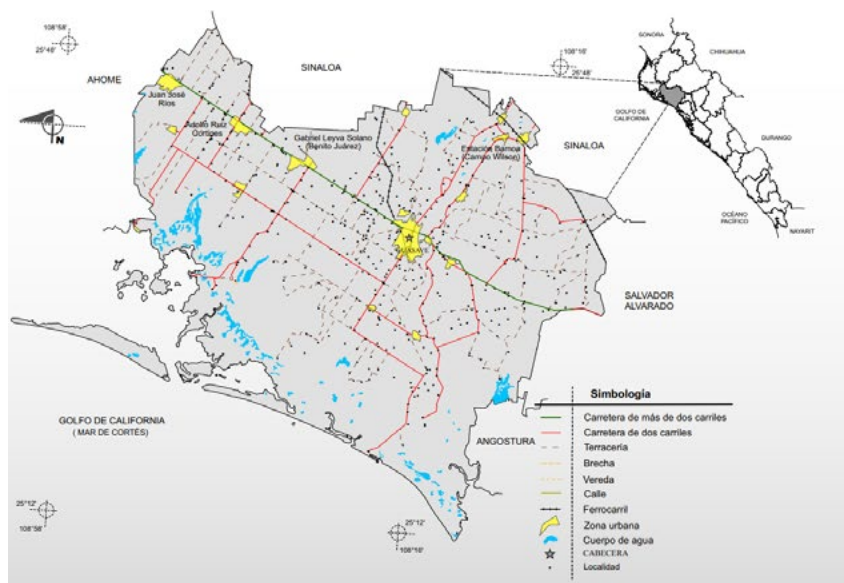 108°58'
25°48'
AHOME
SINALOA
108°16'
25°48'
SONORA
CHIHUAHUA
GOLFO DE
CALIFORNIA
DURANGO
OCÉANO
PACÍFICO
NAYARIT
N
Juan José
Ríos
Adolfo Ruiz
Cortines
Gabriel Leyva Solano
(Benito Juárez)
Estación Bamoa
(Campo Wilson)
SINALOA
GUASAVE
SALVADOR
ALVARADO
GOLFO DE CALIFORNIA
( MAR DE CORTÉS)
ANGOSTURA
25°12'
108°58'
25°12'
108°16'
Simbología
Carretera de más de dos carriles
Carretera de dos carriles
Terracería
Brecha
Vereda
Calle
Ferrocarril
Zona urbana
Cuerpo de agua
CABECERA
Localidad